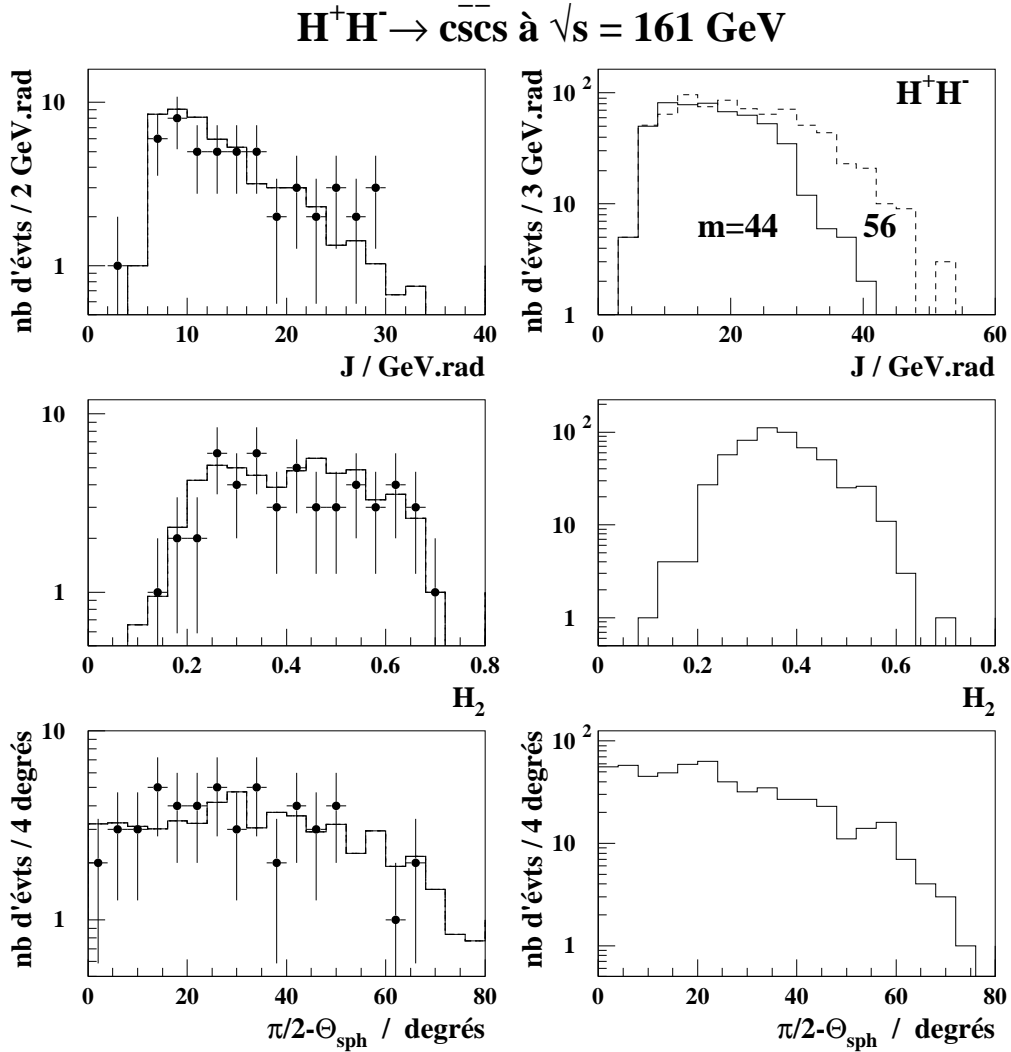 H⁺H⁻ → c̅s̅cs à √s = 161 GeV
nb d'évts / 2 GeV.rad
10
1
0 10 20 30 40
J / GeV.rad
nb d'évts / 3 GeV.rad
10²
10
1
H⁺H⁻
m=44
56
0 20 40 60
J / GeV.rad
10
1
0 0.2 0.4 0.6 0.8
H₂
10²
10
1
0 0.2 0.4 0.6 0.8
H₂
nb d'évts / 4 degrés
10
1
0 20 40 60 80
π/2-Θsph / degrés
nb d'évts / 4 degrés
10²
10
1
0 20 40 60 80
π/2-Θsph / degrés